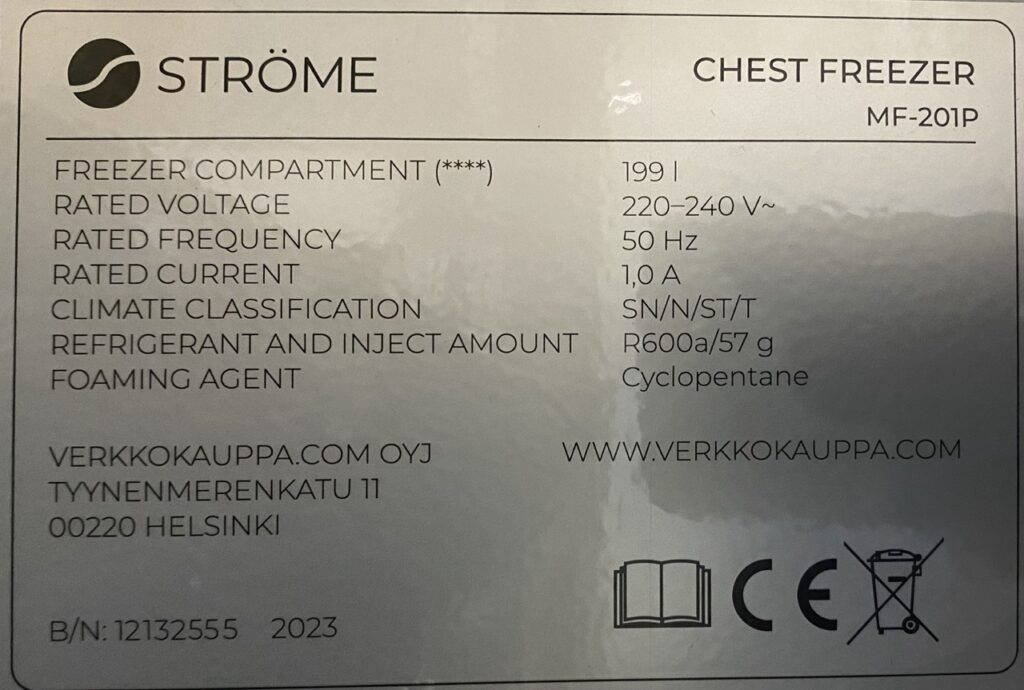 STRÖME
CHEST FREEZER
MF-201P
FREEZER COMPARTMENT (****) 199 l
RATED VOLTAGE 220–240 V~
RATED FREQUENCY 50 Hz
RATED CURRENT 1,0 A
CLIMATE CLASSIFICATION SN/N/ST/T
REFRIGERANT AND INJECT AMOUNT R600a/57 g
FOAMING AGENT Cyclopentane
VERKKOKAUPPA.COM OYJ WWW.VERKKOKAUPPA.COM
TYYNENMERENKATU 11
00220 HELSINKI
CE
B/N: 12132555 2023